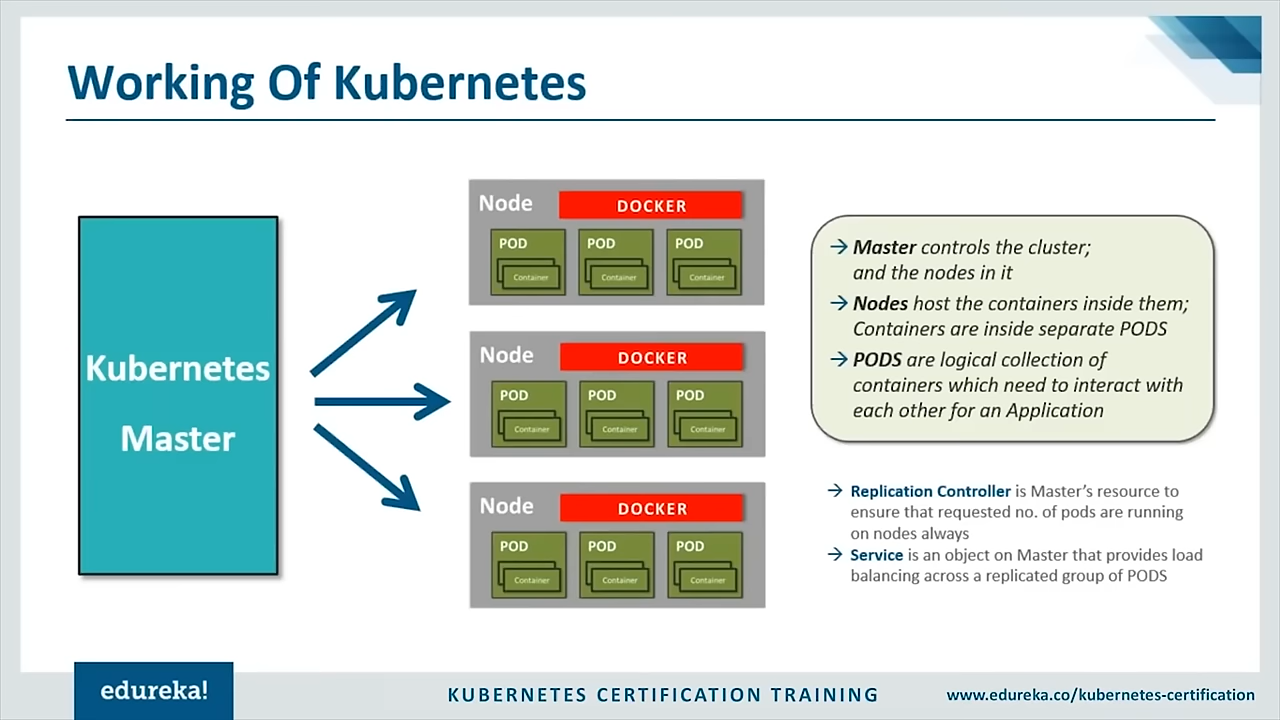 Working Of Kubernetes
Kubernetes
Master
Node
DOCKER
POD
POD
POD
Container
Container
Container
Node
DOCKER
POD
POD
POD
Container
Container
Container
Node
DOCKER
POD
POD
POD
Container
Container
Container
→ Master controls the cluster;
and the nodes in it
→ Nodes host the containers inside them;
Containers are inside separate PODS
→ PODS are logical collection of
containers which need to interact with
each other for an Application
→ Replication Controller is Master's resource to
ensure that requested no. of pods are running
on nodes always
→ Service is an object on Master that provides load
balancing across a replicated group of PODS
edureka!
KUBERNETES CERTIFICATION TRAINING
www.edureka.co/kubernetes-certification